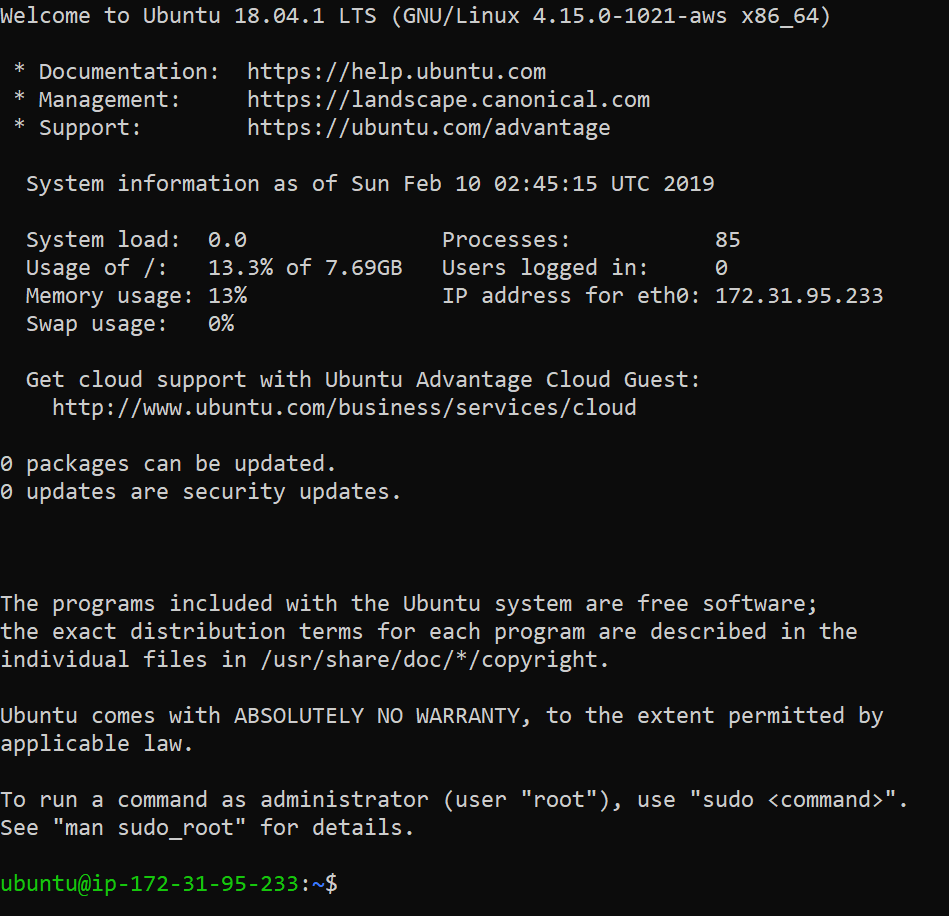 Welcome to Ubuntu 18.04.1 LTS (GNU/Linux 4.15.0-1021-aws x86_64)
* Documentation:  https://help.ubuntu.com
* Management:     https://landscape.canonical.com
* Support:        https://ubuntu.com/advantage
System information as of Sun Feb 10 02:45:15 UTC 2019
System load:  0.0               Processes:           85
Usage of /:   13.3% of 7.69GB   Users logged in:     0
Memory usage: 13%               IP address for eth0: 172.31.95.233
Swap usage:   0%
Get cloud support with Ubuntu Advantage Cloud Guest:
http://www.ubuntu.com/business/services/cloud
0 packages can be updated.
0 updates are security updates.
The programs included with the Ubuntu system are free software;
the exact distribution terms for each program are described in the
individual files in /usr/share/doc/*/copyright.
Ubuntu comes with ABSOLUTELY NO WARRANTY, to the extent permitted by
applicable law.
To run a command as administrator (user "root"), use "sudo <command>".
See "man sudo_root" for details.
ubuntu@ip-172-31-95-233:~$